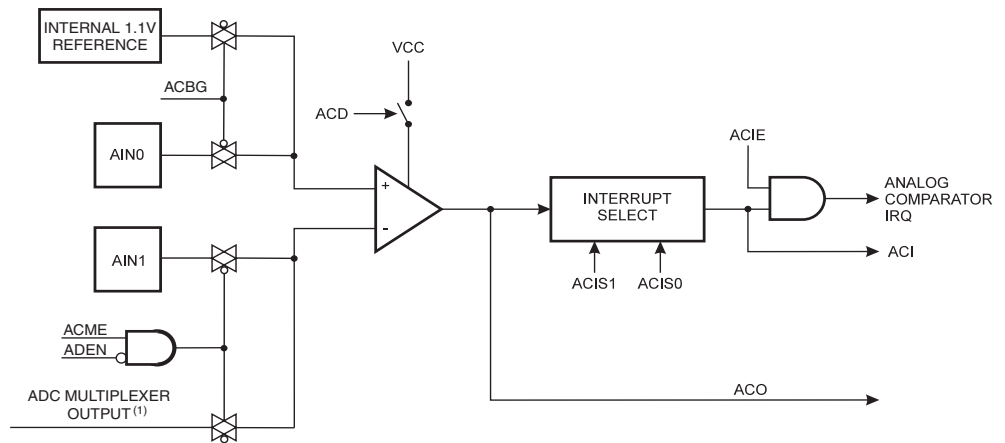 INTERNAL 1.1V
REFERENCE
ACBG
AIN0
VCC
ACD
+
-
AIN1
ACME
ADEN
ADC MULTIPLEXER
OUTPUT (1)
INTERRUPT
SELECT
ACIS1 ACIS0
ACIE
ANALOG
COMPARATOR
IRQ
ACI
ACO